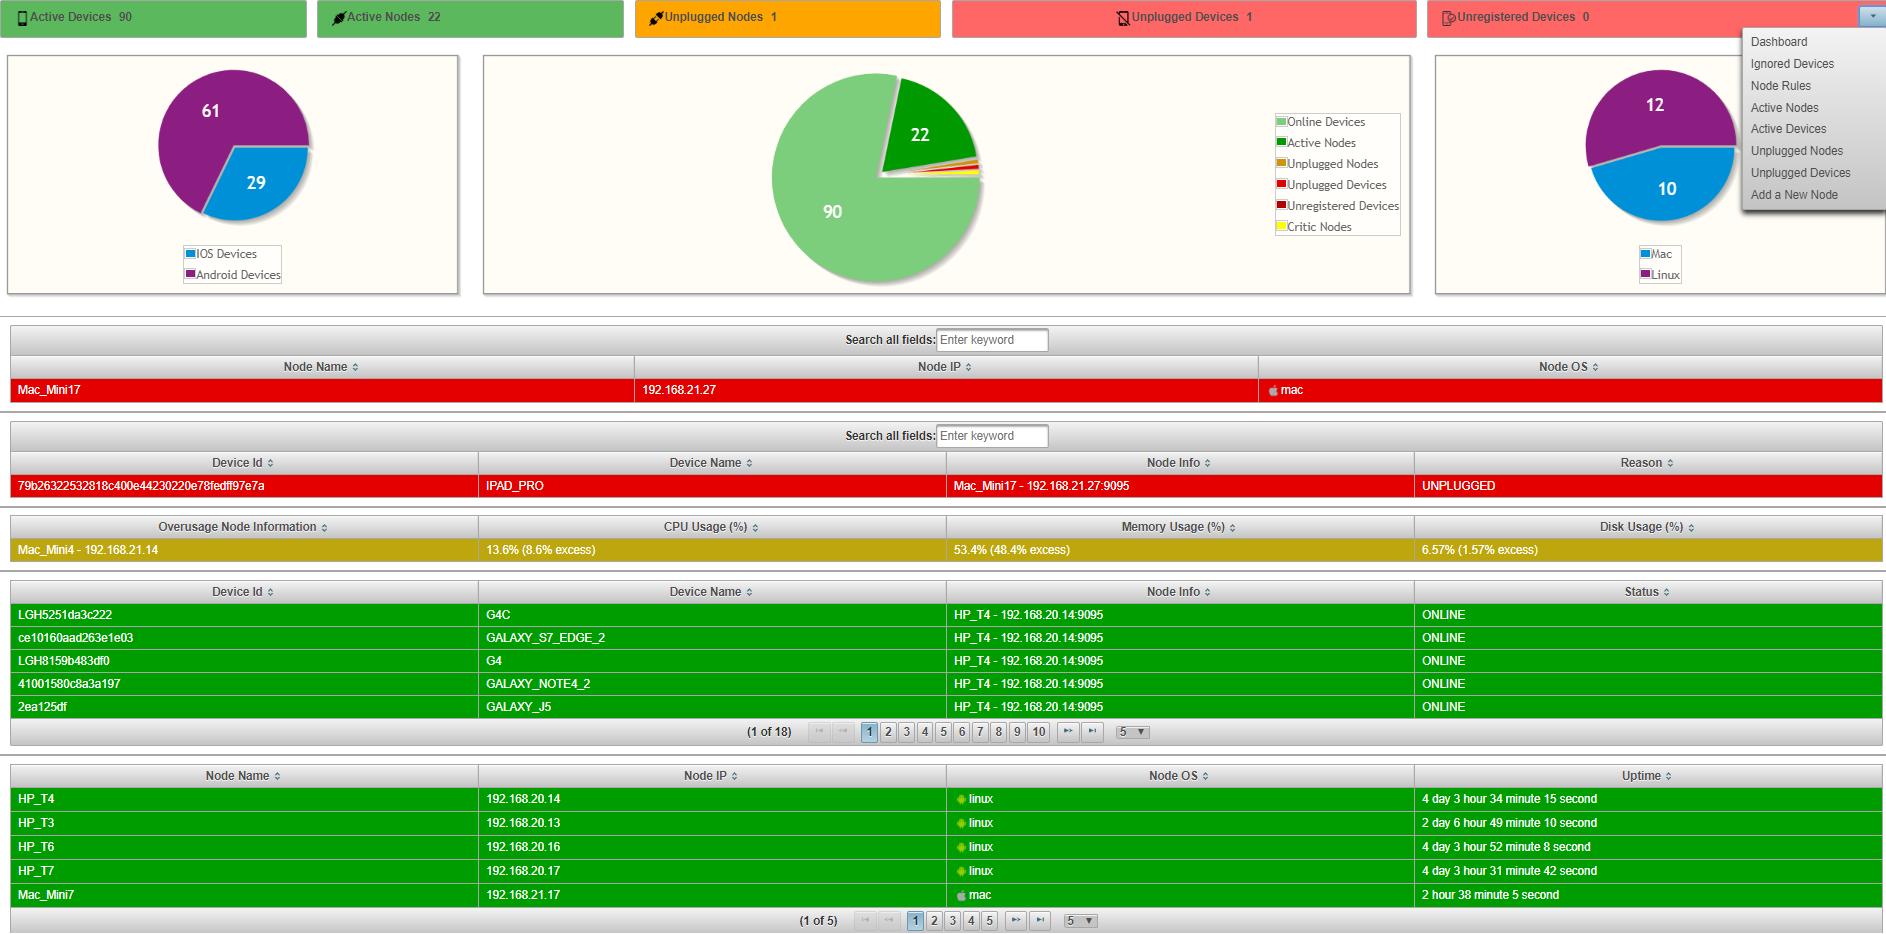 Active Devices 90
Active Nodes 22
Unplugged Nodes 1
Unplugged Devices 1
Unregistered Devices 0
Dashboard
Ignored Devices
Node Rules
Active Nodes
Active Devices
Unplugged Nodes
Unplugged Devices
Add a New Node
61
29
IOS Devices
Android Devices
22
90
Online Devices
Active Nodes
Unplugged Nodes
Unplugged Devices
Unregistered Devices
Critic Nodes
12
10
Mac
Linux
Search all fields: Enter keyword
Node Name Node IP Node OS
Mac_Mini17 192.168.21.27 mac
Search all fields: Enter keyword
Device Id Device Name Node Info Reason
79b26322532818c400e44230220e78fedff97e7a IPAD_PRO Mac_Mini17 - 192.168.21.27:9095 UNPLUGGED
Overusage Node Information CPU Usage (%) Memory Usage (%) Disk Usage (%)
Mac_Mini4 - 192.168.21.14 13.6% (8.6% excess) 53.4% (48.4% excess) 6.57% (1.57% excess)
Device Id Device Name Node Info Status
LGH5251da3c222 G4C HP_T4 - 192.168.20.14:9095 ONLINE
ce10160aad263e1e03 GALAXY_S7_EDGE_2 HP_T4 - 192.168.20.14:9095 ONLINE
LGH8159b483df0 G4 HP_T4 - 192.168.20.14:9095 ONLINE
41001580c8a3a197 GALAXY_NOTE4_2 HP_T4 - 192.168.20.14:9095 ONLINE
2ea125df GALAXY_J5 HP_T4 - 192.168.20.14:9095 ONLINE
(1 of 18) 1 2 3 4 5 6 7 8 9 10 5
Node Name Node IP Node OS Uptime
HP_T4 192.168.20.14 linux 4 day 3 hour 34 minute 15 second
HP_T3 192.168.20.13 linux 2 day 6 hour 49 minute 10 second
HP_T6 192.168.20.16 linux 4 day 3 hour 52 minute 8 second
HP_T7 192.168.20.17 linux 4 day 3 hour 31 minute 42 second
Mac_Mini7 192.168.21.17 mac 2 hour 38 minute 5 second
(1 of 5) 1 2 3 4 5 5